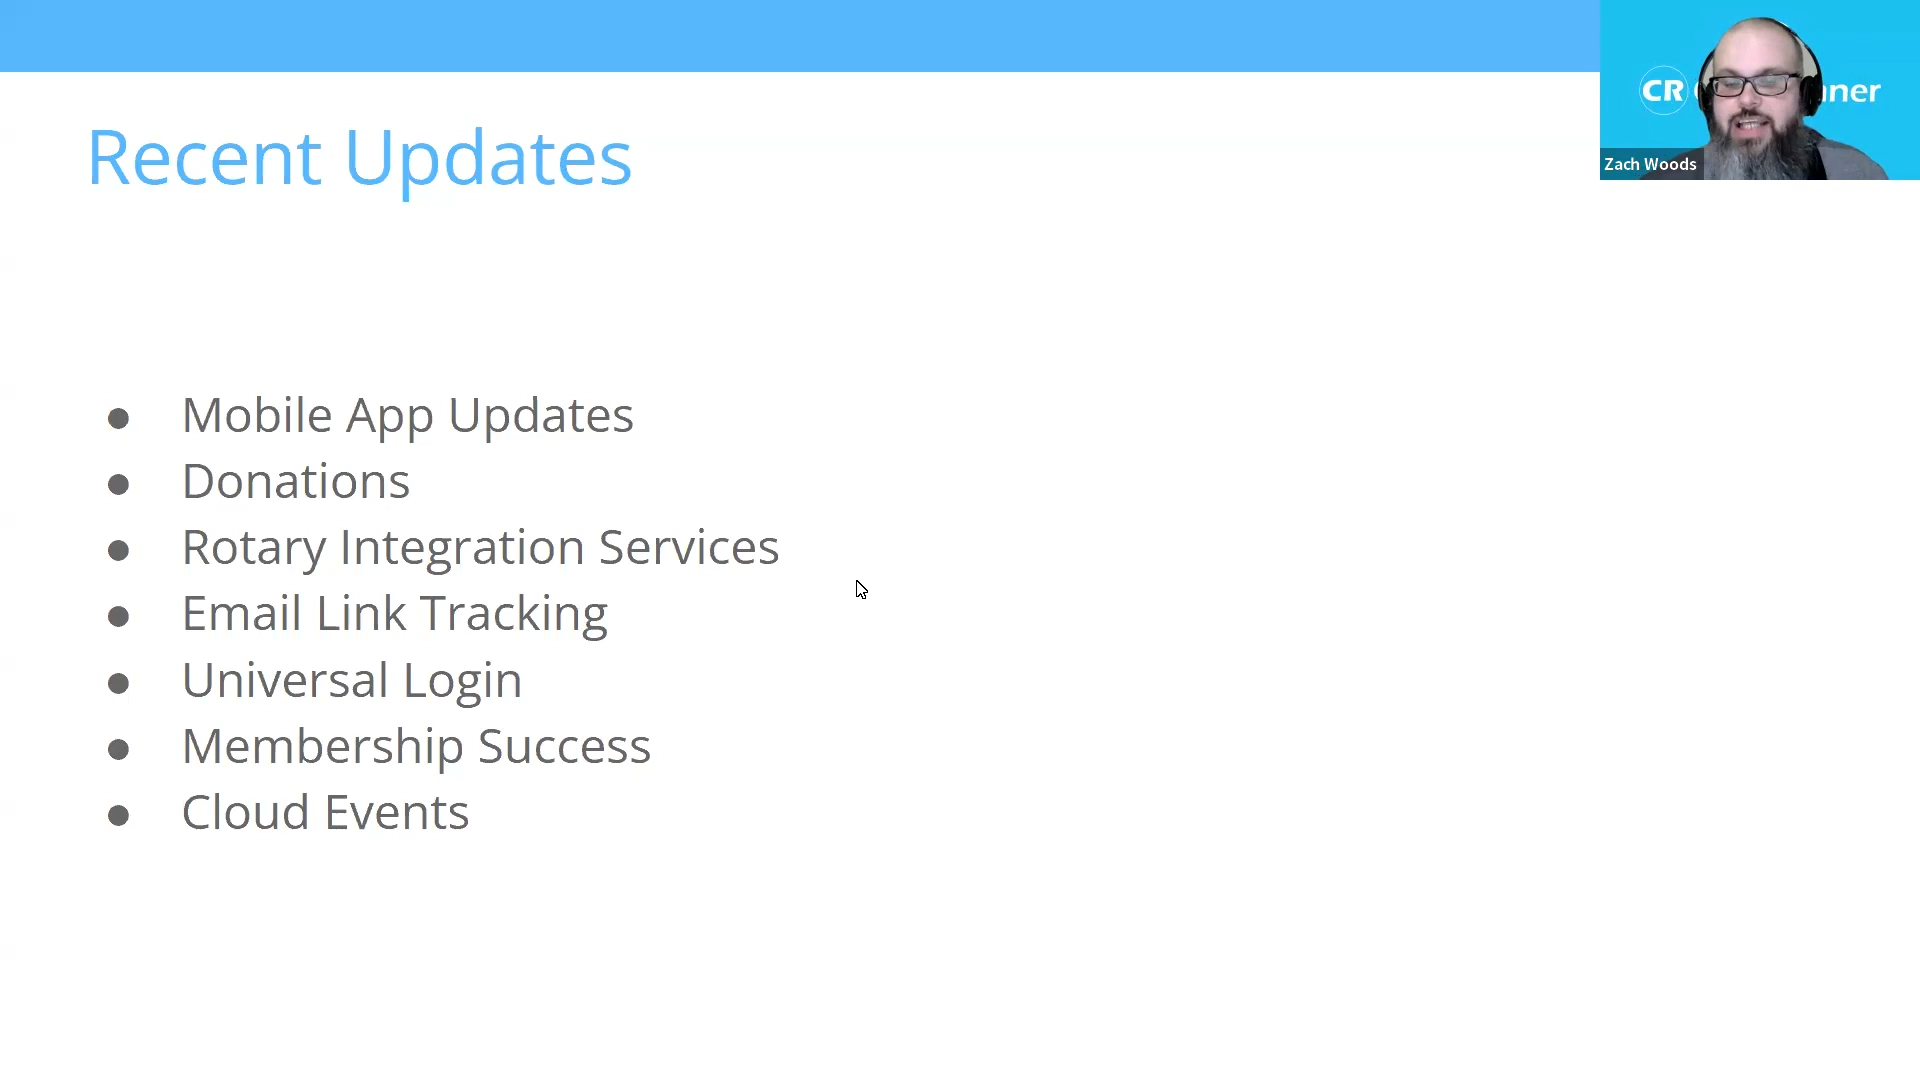 Recent Updates
CR
Zach Woods
● Mobile App Updates
● Donations
● Rotary Integration Services
● Email Link Tracking
● Universal Login
● Membership Success
● Cloud Events